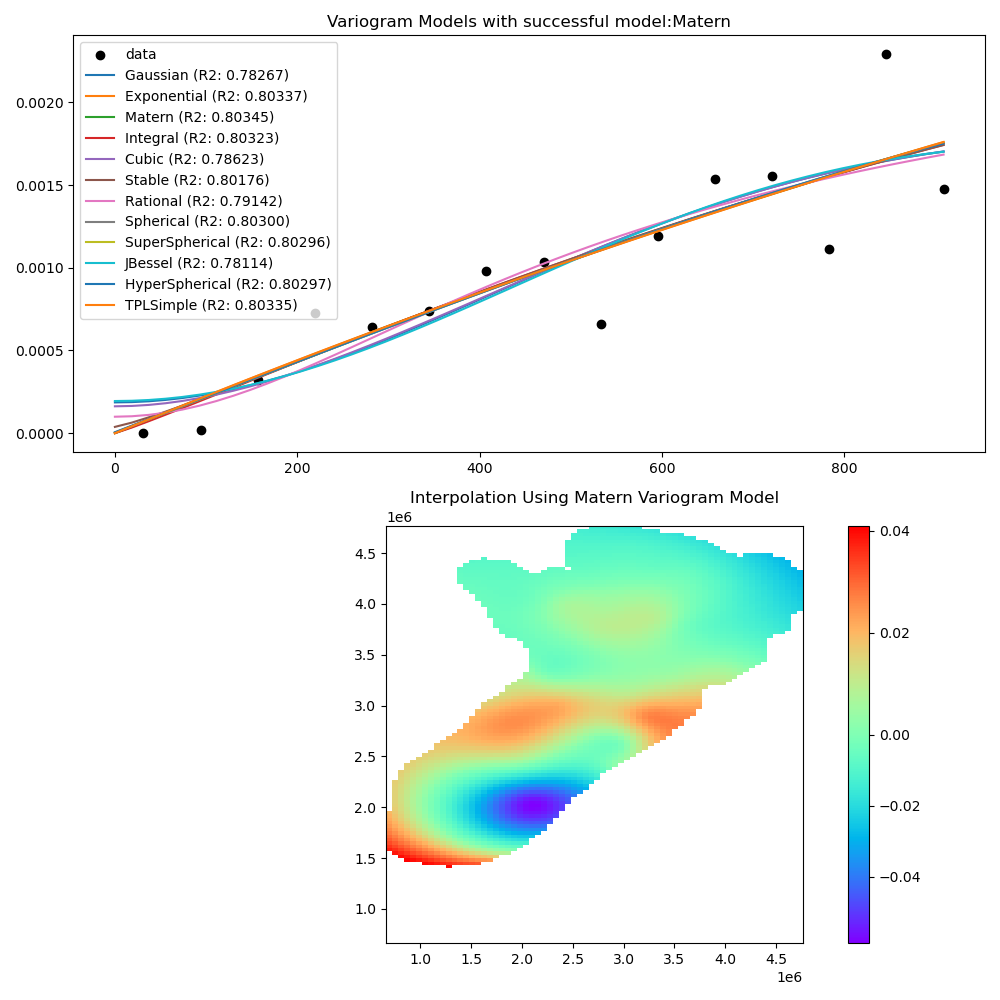 Variogram Models with successful model:Matern
data
Gaussian (R2: 0.78267)
Exponential (R2: 0.80337)
Matern (R2: 0.80345)
Integral (R2: 0.80323)
Cubic (R2: 0.78623)
Stable (R2: 0.80176)
Rational (R2: 0.79142)
Spherical (R2: 0.80300)
SuperSpherical (R2: 0.80296)
JBessel (R2: 0.78114)
HyperSpherical (R2: 0.80297)
TPLSimple (R2: 0.80335)
0.0020
0.0015
0.0010
0.0005
0.0000
0 200 400 600 800
Interpolation Using Matern Variogram Model
1e6
4.5
4.0
3.5
3.0
2.5
2.0
1.5
1.0
1.0 1.5 2.0 2.5 3.0 3.5 4.0 4.5
1e6
0.04
0.02
0.00
−0.02
−0.04